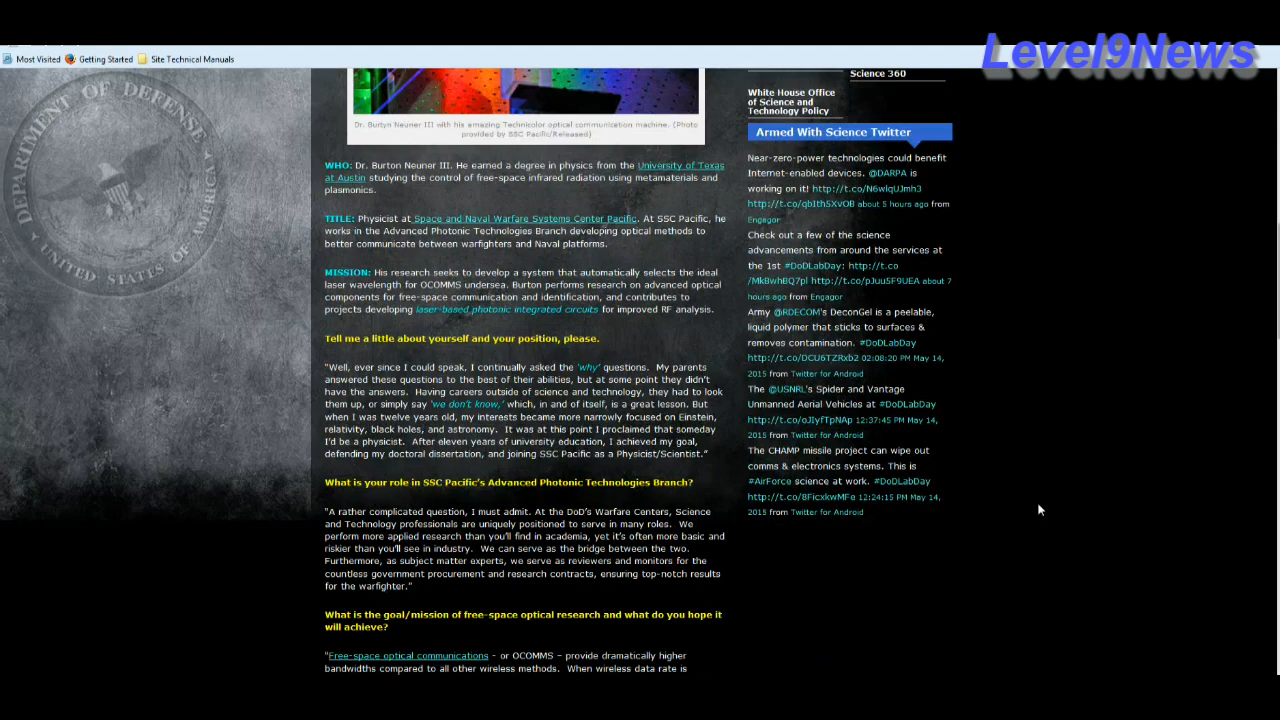 Level9News
Most Visited
Getting Started
Site Technical Manuals
DEPARTMENT OF DEFENSE
UNITED STATES OF AMERICA
Dr. Burtyn Neuner III with his amazing Technicolor optical communication machine. (Photo
provided by SSC Pacific/Released)
WHO: Dr. Burton Neuner III. He earned a degree in physics from the University of Texas
at Austin studying the control of free-space infrared radiation using metamaterials and
plasmonics.
TITLE: Physicist at Space and Naval Warfare Systems Center Pacific. At SSC Pacific, he
works in the Advanced Photonic Technologies Branch developing optical methods to
better communicate between warfighters and Naval platforms.
MISSION: His research seeks to develop a system that automatically selects the ideal
laser wavelength for OCOMMS undersea. Burton performs research on advanced optical
components for free-space communication and identification, and contributes to
projects developing laser-based photonic integrated circuits for improved RF analysis.
Tell me a little about yourself and your position, please.
"Well, ever since I could speak, I continually asked the 'why' questions. My parents
answered these questions to the best of their abilities, but at some point they didn't
have the answers. Having careers outside of science and technology, they had to look
them up, or simply say 'we don't know,' which, in and of itself, is a great lesson. But
when I was twelve years old, my interests became more narrowly focused on Einstein,
relativity, black holes, and astronomy. It was at this point I proclaimed that someday
I'd be a physicist. After eleven years of university education, I achieved my goal,
defending my doctoral dissertation, and joining SSC Pacific as a Physicist/Scientist."
What is your role in SSC Pacific's Advanced Photonic Technologies Branch?
"A rather complicated question, I must admit. At the DoD's Warfare Centers, Science
and Technology professionals are uniquely positioned to serve in many roles. We
perform more applied research than you'll find in academia, yet it's often more basic and
riskier than you'll see in industry. We can serve as the bridge between the two.
Furthermore, as subject matter experts, we serve as reviewers and monitors for the
countless government procurement and research contracts, ensuring top-notch results
for the warfighter."
What is the goal/mission of free-space optical research and what do you hope it
will achieve?
"Free-space optical communications - or OCOMMS – provide dramatically higher
bandwidths compared to all other wireless methods. When wireless data rate is
Science 360
White House Office
of Science and
Technology Policy
Armed With Science Twitter
Near-zero-power technologies could benefit
Internet-enabled devices. @DARPA is
working on it! http://t.co/N6wlqUJmh3
http://t.co/qbIth5XvOB about 5 hours ago from
Engagor
Check out a few of the science
advancements from around the services at
the 1st #DoDLabDay: http://t.co
/MkBwhBQ7pl http://t.co/pJuu5F9UEA about 7
hours ago from Engagor
Army @RDECOM's DeconGel is a peelable,
liquid polymer that sticks to surfaces &
removes contamination. #DoDLabDay
http://t.co/DCU6TZRxb2 02:08:20 PM May 14,
2015 from Twitter for Android
The @USNRL's Spider and Vantage
Unmanned Aerial Vehicles at #DoDLabDay
http://t.co/oJIyfTpNAp 12:37:45 PM May 14,
2015 from Twitter for Android
The CHAMP missile project can wipe out
comms & electronics systems. This is
#AirForce science at work. #DoDLabDay
http://t.co/8FicxkwMFe 12:24:15 PM May 14,
2015 from Twitter for Android